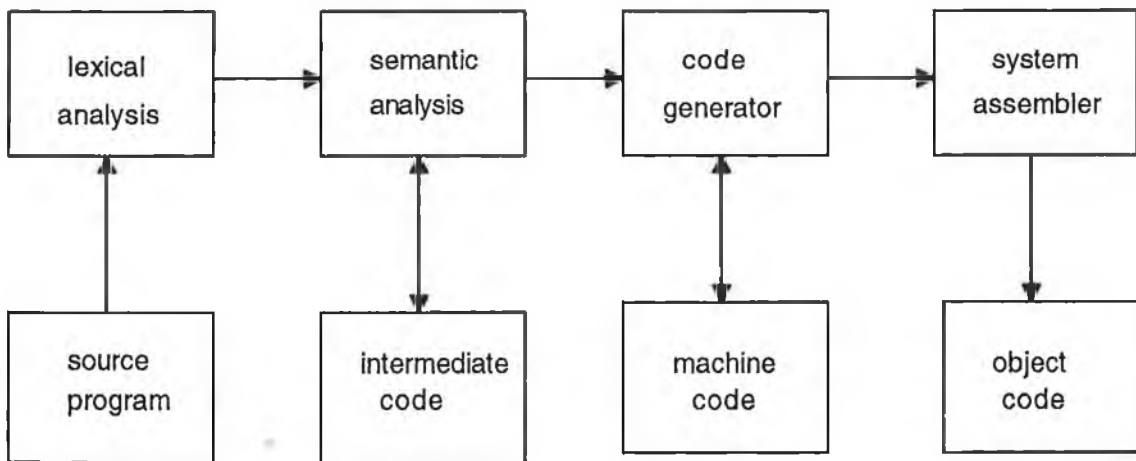 lexical
analysis
semantic
analysis
code
generator
system
assembler
source
program
intermediate
code
machine
code
object
code